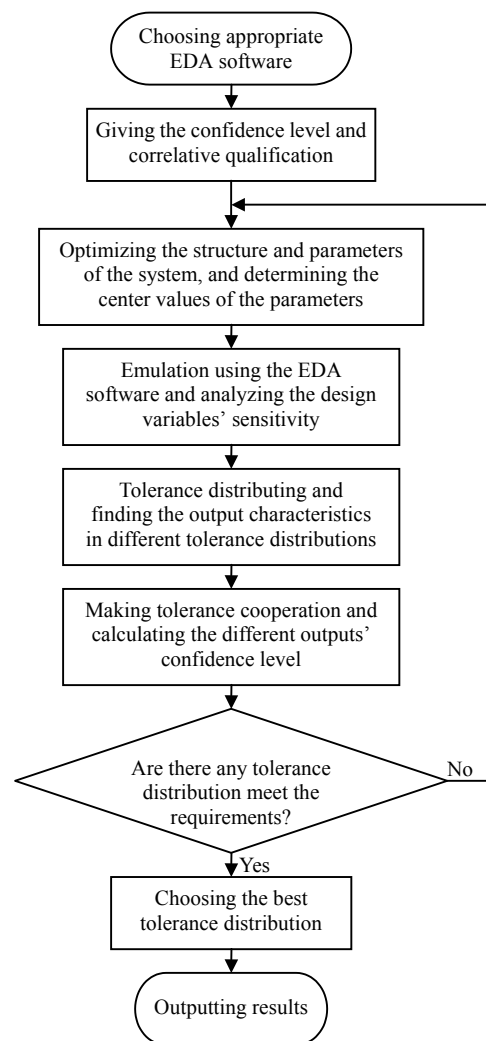 Choosing appropriate
EDA software
Giving the confidence level and
correlative qualification
Optimizing the structure and parameters
of the system, and determining the
center values of the parameters
Emulation using the EDA
software and analyzing the design
variables’ sensitivity
Tolerance distributing and
finding the output characteristics
in different tolerance distributions
Making tolerance cooperation and
calculating the different outputs’
confidence level
Are there any tolerance
distribution meet the
requirements?
No
Yes
Choosing the best
tolerance distribution
Outputting results